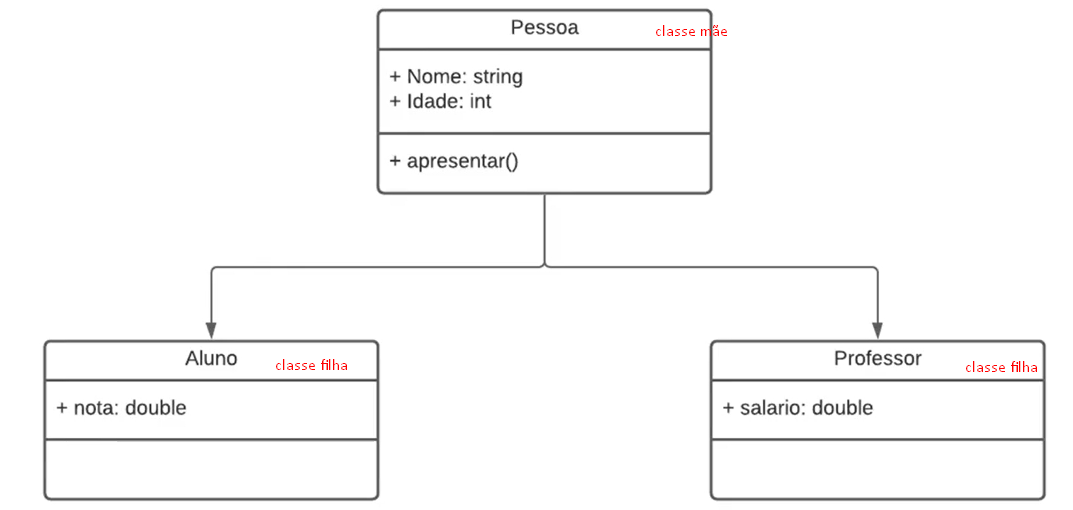 Pessoa
classe mãe
+ Nome: string
+ Idade: int
+ apresentar()
Aluno
classe filha
+ nota: double
Professor
classe filha
+ salario: double